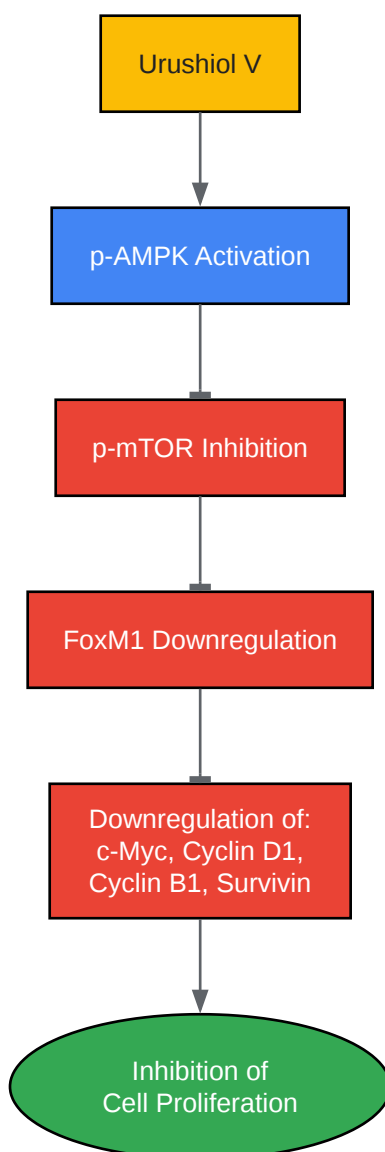 Urushiol V
p-AMPK Activation
p-mTOR Inhibition
FoxM1 Downregulation
Downregulation of:
c-Myc, Cyclin D1,
Cyclin B1, Survivin
Inhibition of
Cell Proliferation